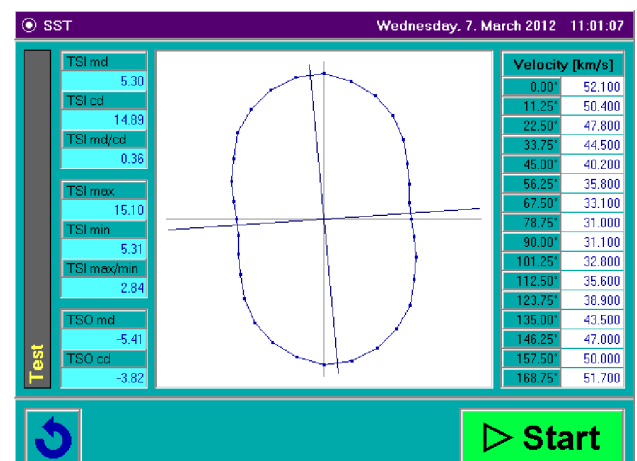 SST
Wednesday, 7. March 2012 11:01:07
Test
TSI md
5.30
TSI cd
14.89
TSI md/cd
0.36
TSI max
15.10
TSI min
5.31
TSI max/min
2.84
TSO md
-5.41
TSO cd
-3.82
Velocity [km/s]
0.00° 52.100
11.25° 50.400
22.50° 47.800
33.75° 44.500
45.00° 40.200
56.25° 35.800
67.50° 33.100
78.75° 31.000
90.00° 31.100
101.25° 32.800
112.50° 35.600
123.75° 38.900
135.00° 43.500
146.25° 47.000
157.50° 50.000
168.75° 51.700
Start